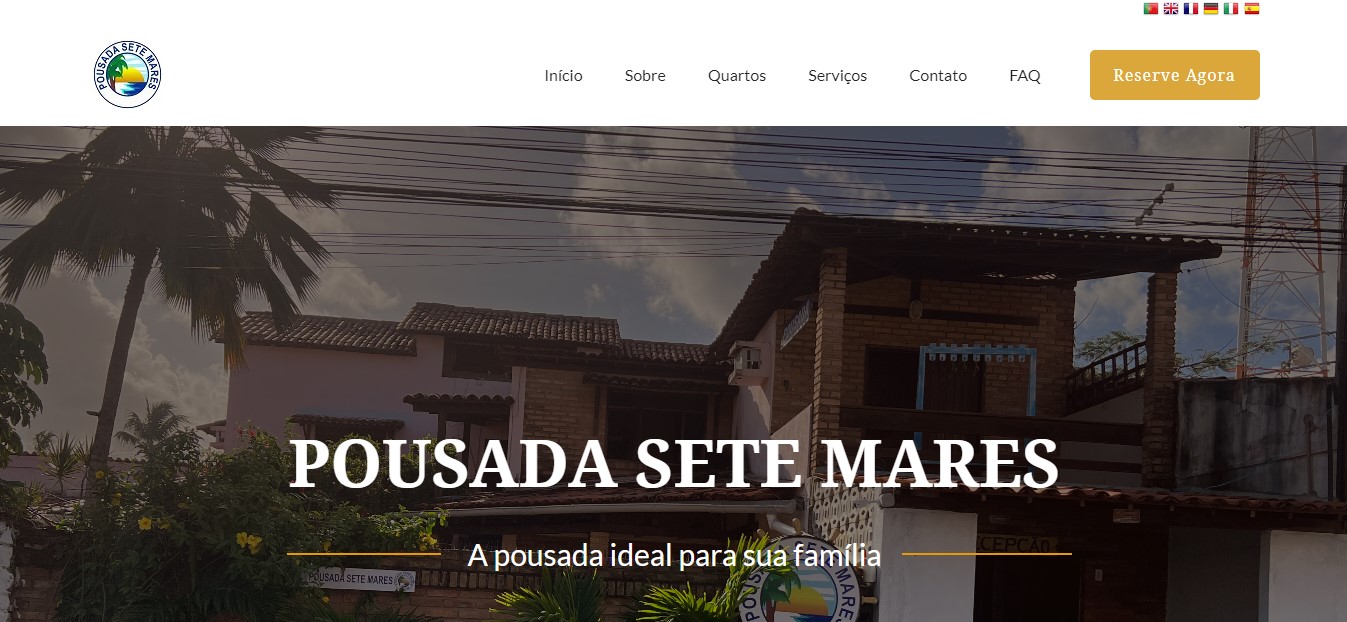 POUSADA SETE MARES
Início
Sobre
Quartos
Serviços
Contato
FAQ
Reserve Agora
POUSADA SETE MARES
A pousada ideal para sua família
RECEPÇÃO
POUSADA SETE MARES
POUSADA SETE MARES